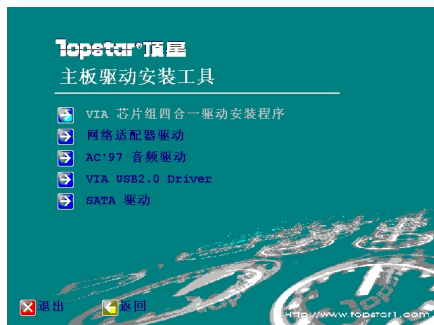 Topstar®顶星
主板驱动安装工具
VIA 芯片组四合一驱动安装程序
网络适配器驱动
AC'97 音频驱动
VIA USB2.0 Driver
SATA 驱动
退出 返回
Http://www.topstar1.com